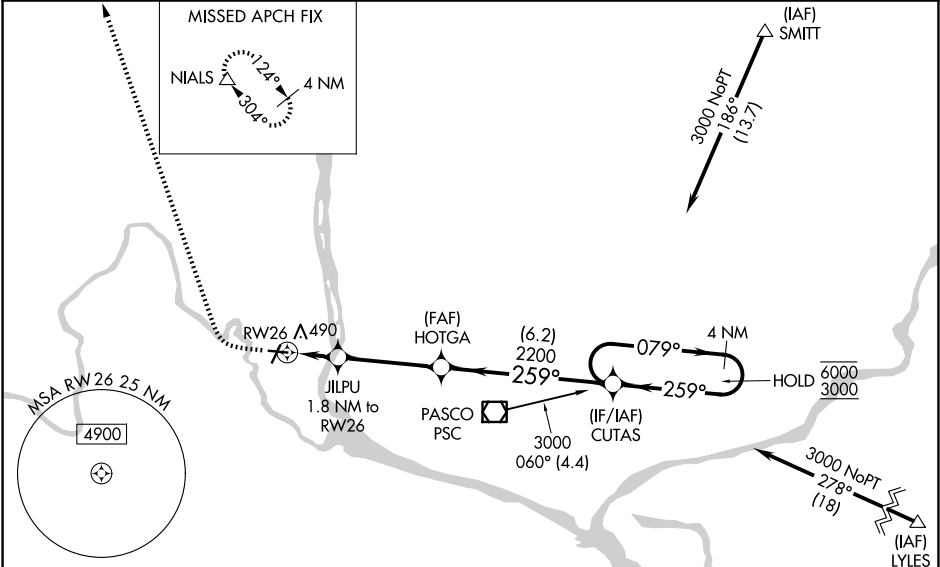 MISSED APCH FIX
NIALS
124°
304°
4 NM
(IAF)
SMITT
3000 NoPT
186°
(13.7)
RW26
490
(FAF)
HOTGA
(6.2)
2200
259°
4 NM
079°
259°
HOLD
6000
3000
JILPU
1.8 NM to
RW26
PASCO
PSC
(IF/IAF)
CUTAS
3000
060° (4.4)
MSA RW26 25 NM
4900
3000 NoPT
278°
(18)
(IAF)
LYLES